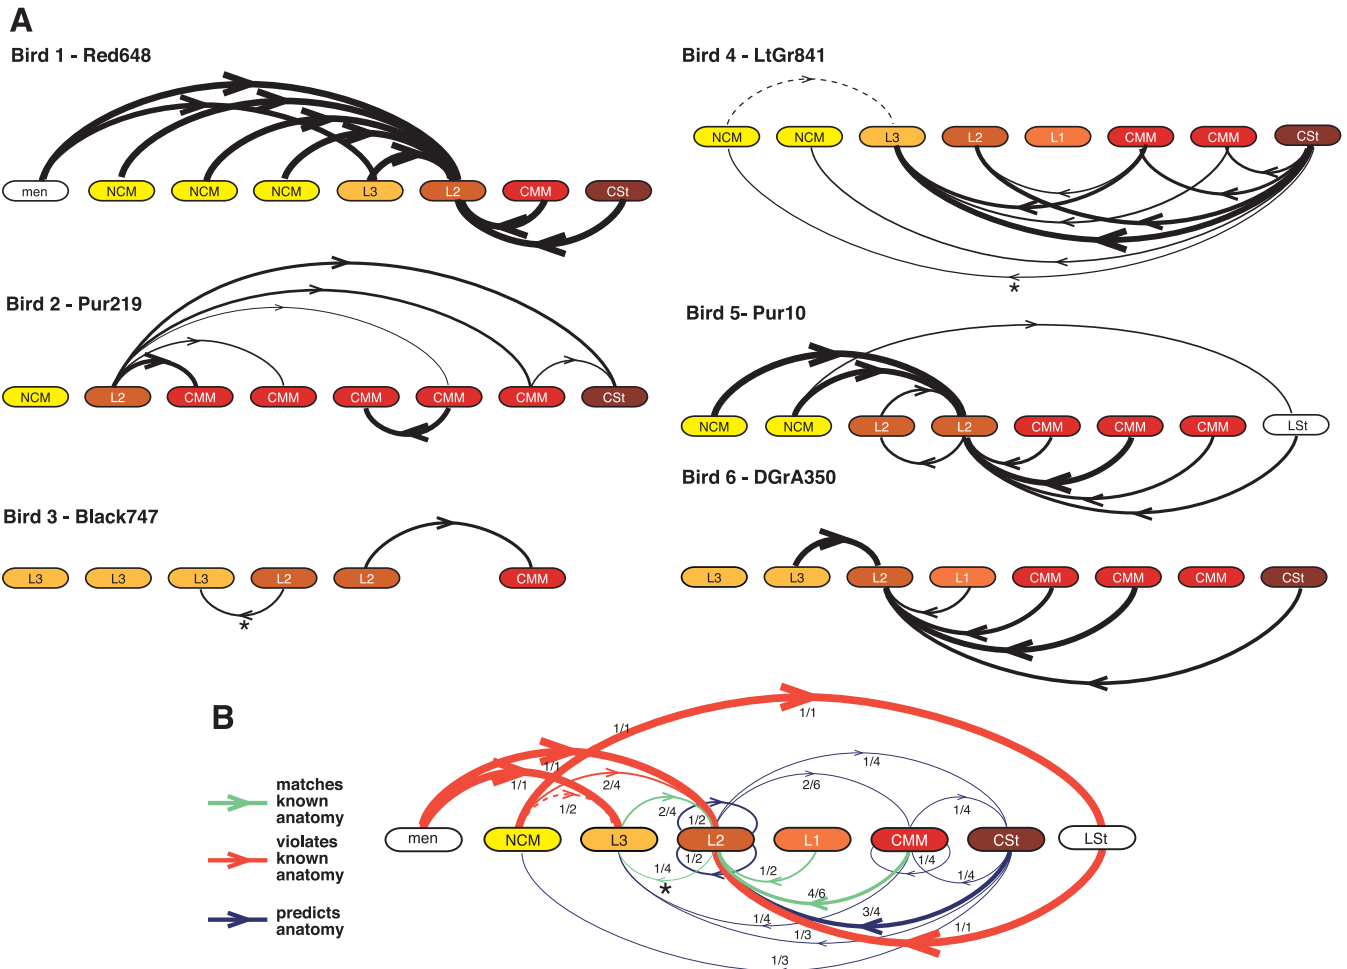 A
Bird 1 - Red648
men NCM NCM NCM L3 L2 CMM CSt
Bird 4 - LtGr841
NCM NCM L3 L2 L1 CMM CMM CSt
*
Bird 2 - Pur219
NCM L2 CMM CMM CMM CMM CMM CSt
Bird 5- Pur10
NCM NCM L2 L2 CMM CMM CMM LSt
Bird 3 - Black747
L3 L3 L3 L2 L2 CMM
*
Bird 6 - DGrA350
L3 L3 L2 L1 CMM CMM CMM CSt
B
matches
known
anatomy
violates
known
anatomy
predicts
anatomy
1/1 1/1
1/1 1/4
1/1 2/4 2/6
1/2 2/4 1/2 1/4
men NCM L3 L2 L1 CMM CSt LSt
1/4 1/2 1/2 1/4 1/4
*
4/6
1/4 3/4 1/1
1/3
1/3